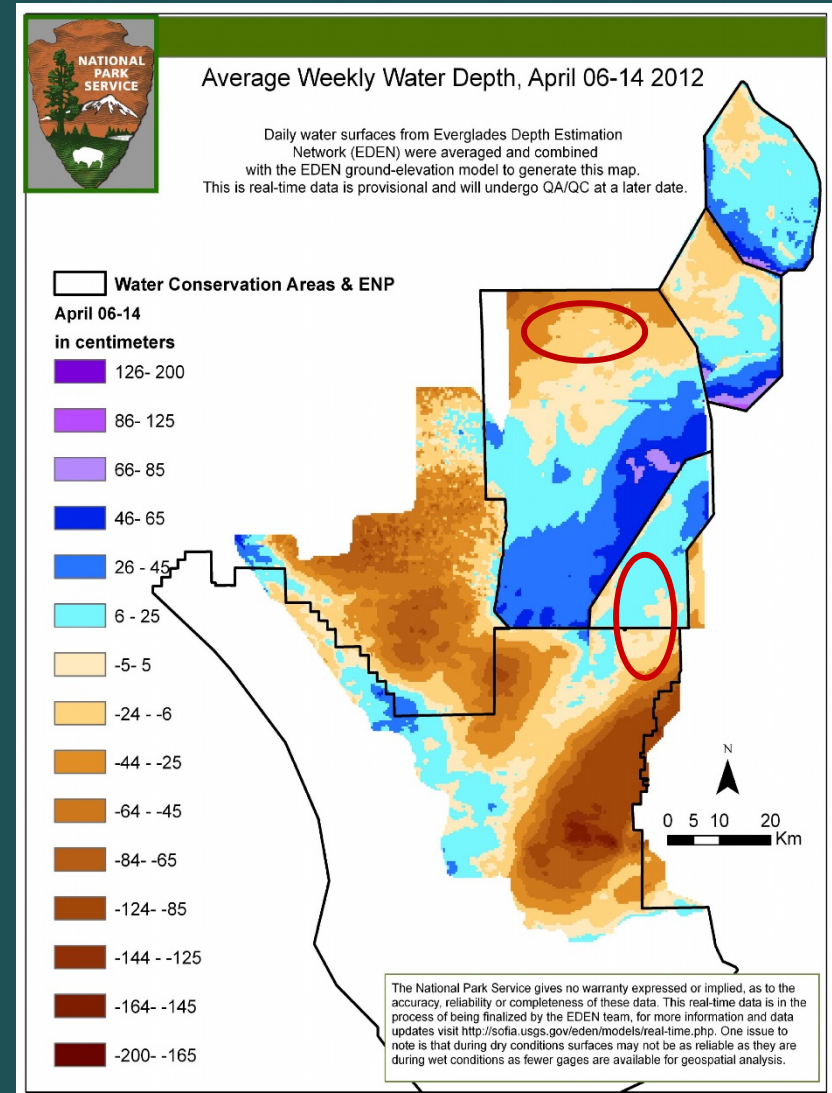 NATIONAL
PARK
SERVICE
Average Weekly Water Depth, April 06-14 2012
Daily water surfaces from Everglades Depth Estimation
Network (EDEN) were averaged and combined
with the EDEN ground-elevation model to generate this map.
This is real-time data is provisional and will undergo QA/QC at a later date.
Water Conservation Areas & ENP
April 06-14
in centimeters
126- 200
86- 125
66- 85
46- 65
26 - 45
6 - 25
-5- 5
-24 - -6
-44 - -25
-64 - -45
-84- -65
-124- -85
-144 - -125
-164- -145
-200- -165
N
0 5 10 20
Km
The National Park Service gives no warranty expressed or implied, as to the
accuracy, reliability or completeness of these data. This real-time data is in the
process of being finalized by the EDEN team, for more information and data
updates visit http://sofia.usgs.gov/eden/models/real-time.php. One issue to
note is that during dry conditions surfaces may not be as reliable as they are
during wet conditions as fewer gages are available for geospatial analysis.